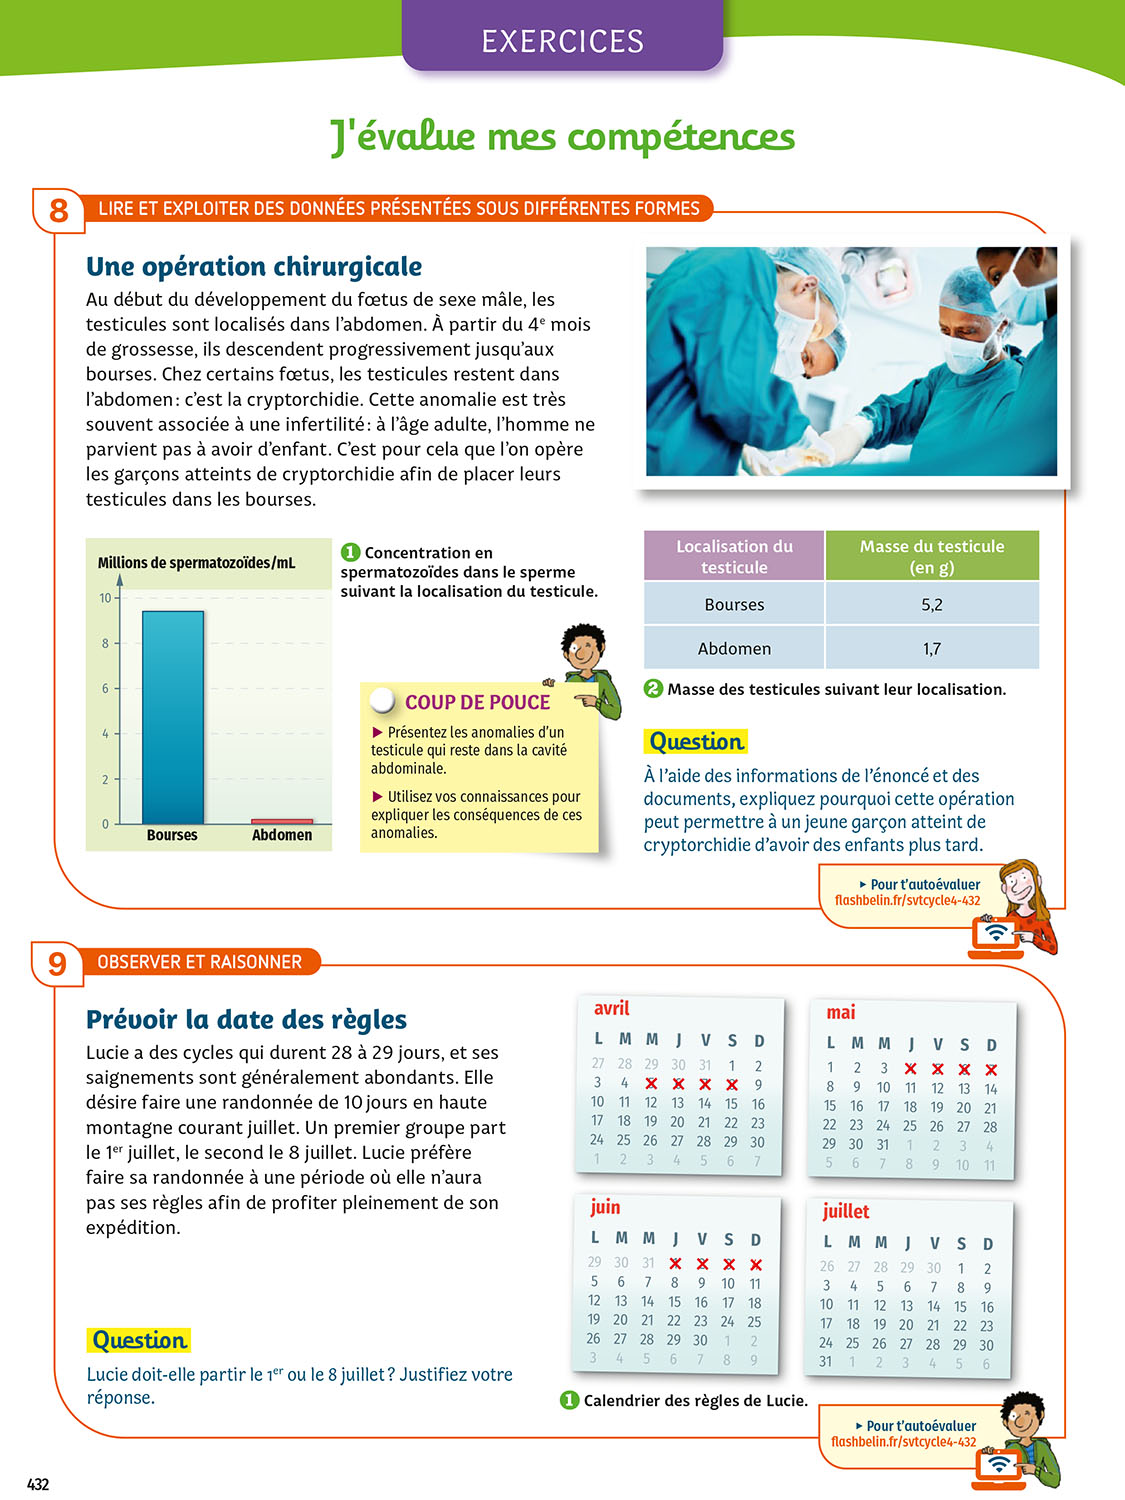 EXERCICES
J'évalue mes compétences
8 LIRE ET EXPLOITER DES DONNÉES PRÉSENTÉES SOUS DIFFÉRENTES FORMES
Une opération chirurgicale
Au début du développement du fœtus de sexe mâle, les
testicules sont localisés dans l'abdomen. À partir du 4e mois
de grossesse, ils descendent progressivement jusqu'aux
bourses. Chez certains fœtus, les testicules restent dans
l'abdomen : c'est la cryptorchidie. Cette anomalie est très
souvent associée à une infertilité : à l'âge adulte, l'homme ne
parvient pas à avoir d'enfant. C'est pour cela que l'on opère
les garçons atteints de cryptorchidie afin de placer leurs
testicules dans les bourses.
Millions de spermatozoïdes/mL
10
8
6
4
2
0
Bourses Abdomen
1 Concentration en
spermatozoïdes dans le sperme
suivant la localisation du testicule.
COUP DE POUCE
▶ Présentez les anomalies d'un
testicule qui reste dans la cavité
abdominale.
▶ Utilisez vos connaissances pour
expliquer les conséquences de ces
anomalies.
Localisation du
testicule
Masse du testicule
(en g)
Bourses 5,2
Abdomen 1,7
2 Masse des testicules suivant leur localisation.
Question
À l'aide des informations de l'énoncé et des
documents, expliquez pourquoi cette opération
peut permettre à un jeune garçon atteint de
cryptorchidie d'avoir des enfants plus tard.
▶ Pour t'autoévaluer
flashbelin.fr/svtcycle4-432
9 OBSERVER ET RAISONNER
Prévoir la date des règles
Lucie a des cycles qui durent 28 à 29 jours, et ses
saignements sont généralement abondants. Elle
désire faire une randonnée de 10 jours en haute
montagne courant juillet. Un premier groupe part
le 1er juillet, le second le 8 juillet. Lucie préfère
faire sa randonnée à une période où elle n'aura
pas ses règles afin de profiter pleinement de son
expédition.
Question
Lucie doit-elle partir le 1er ou le 8 juillet ? Justifiez votre
réponse.
avril
L M M J V S D
27 28 29 30 31 1 2
3 4 9
10 11 12 13 14 15 16
17 18 19 20 21 22 23
24 25 26 27 28 29 30
1 2 3 4 5 6 7
mai
L M M J V S D
1 2 3
8 9 10 11 12 13 14
15 16 17 18 19 20 21
22 23 24 25 26 27 28
29 30 31 1 2 3 4
5 6 7 8 9 10 11
juin
L M M J V S D
29 30 31
5 6 7 8 9 10 11
12 13 14 15 16 17 18
19 20 21 22 23 24 25
26 27 28 29 30 1 2
3 4 5 6 7 8 9
juillet
L M M J V S D
26 27 28 29 30 1 2
3 4 5 6 7 8 9
10 11 12 13 14 15 16
17 18 19 20 21 22 23
24 25 26 27 28 29 30
31 1 2 3 4 5 6
1 Calendrier des règles de Lucie.
▶ Pour t'autoévaluer
flashbelin.fr/svtcycle4-432
432